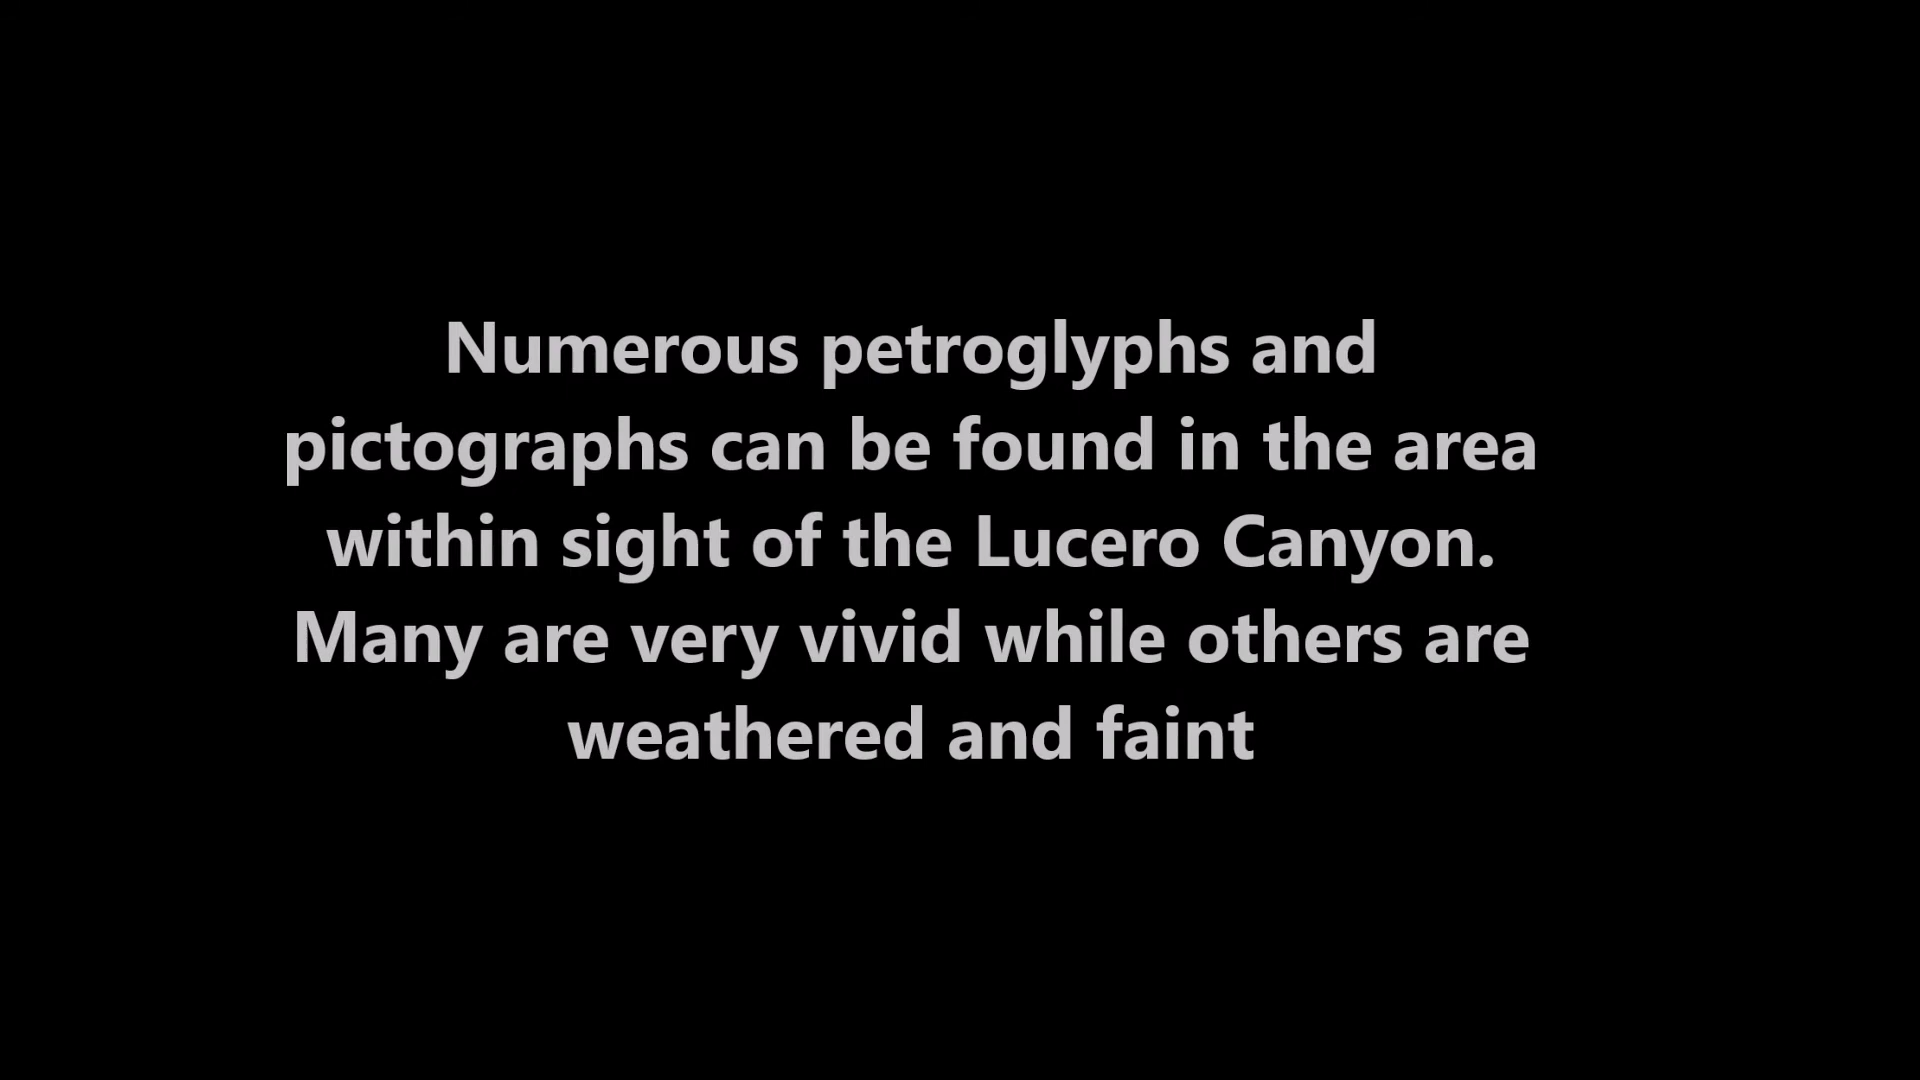 Numerous petroglyphs and
pictographs can be found in the area
within sight of the Lucero Canyon.
Many are very vivid while others are
weathered and faint